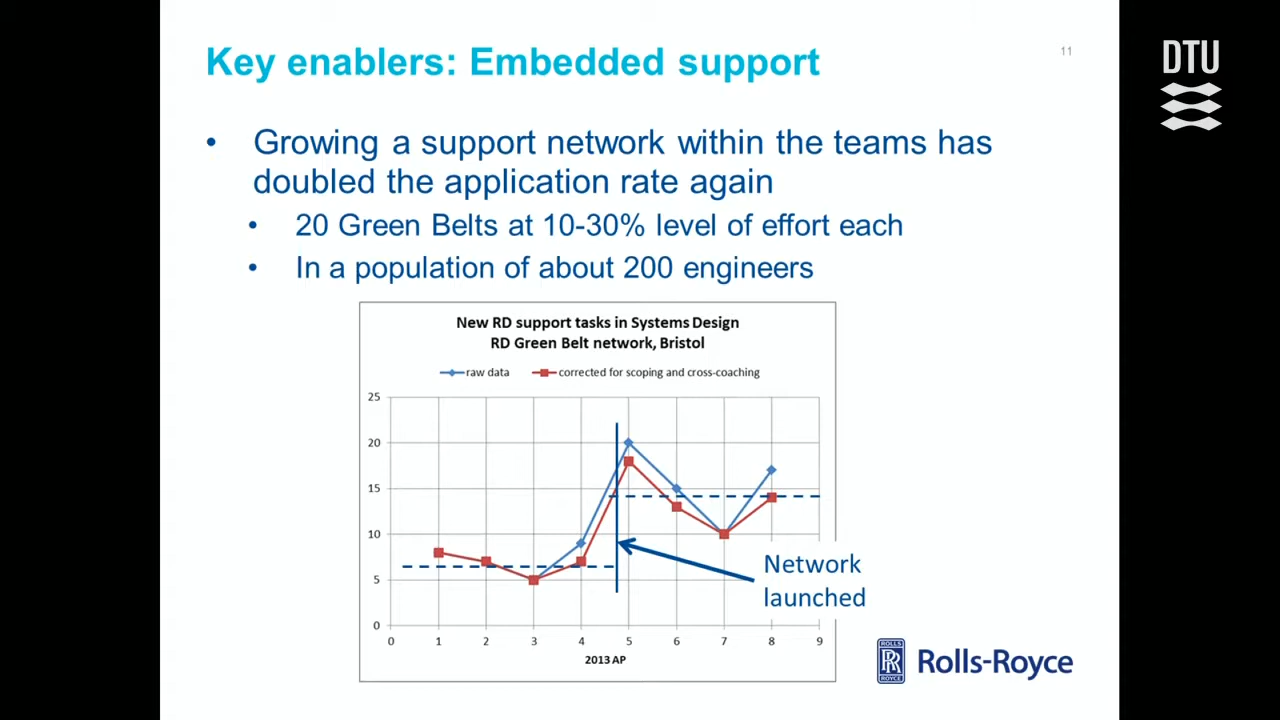 Key enablers: Embedded support
11
DTU
• Growing a support network within the teams has
doubled the application rate again
• 20 Green Belts at 10-30% level of effort each
• In a population of about 200 engineers
New RD support tasks in Systems Design
RD Green Belt network, Bristol
raw data corrected for scoping and cross-coaching
25
20
15
10
5
0
0 1 2 3 4 5 6 7 8 9
2013 AP
Network
launched
ROLLS
RR
ROYCE
Rolls-Royce